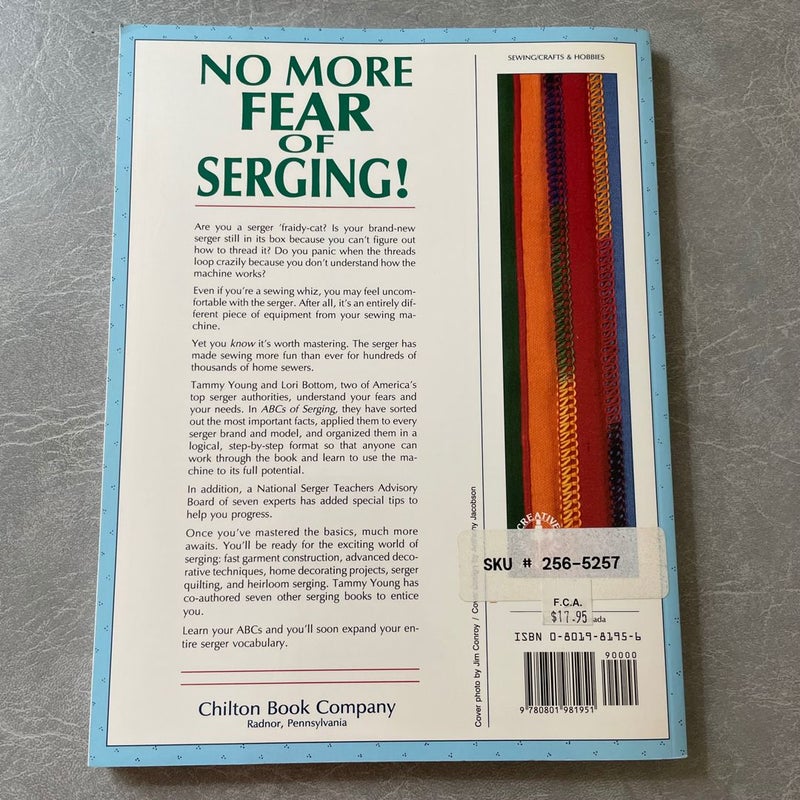 NO MORE
FEAR
OF
SERGING!
Are you a serger 'fraidy-cat? Is your brand-new
serger still in its box because you can't figure out
how to thread it? Do you panic when the threads
loop crazily because you don't understand how the
machine works?
Even if you're a sewing whiz, you may feel uncom-
fortable with the serger. After all, it's an entirely dif-
ferent piece of equipment from your sewing ma-
chine.
Yet you know it's worth mastering. The serger has
made sewing more fun than ever for hundreds of
thousands of home sewers.
Tammy Young and Lori Bottom, two of America's
top serger authorities, understand your fears and
your needs. In ABCs of Serging, they have sorted
out the most important facts, applied them to every
serger brand and model, and organized them in a
logical, step-by-step format so that anyone can
work through the book and learn to use the ma-
chine to its full potential.
In addition, a National Serger Teachers Advisory
Board of seven experts has added special tips to
help you progress.
Once you've mastered the basics, much more
awaits. You'll be ready for the exciting world of
serging: fast garment construction, advanced deco-
rative techniques, home decorating projects, serger
quilting, and heirloom serging. Tammy Young has
co-authored seven other serging books to entice
you.
Learn your ABCs and you'll soon expand your en-
tire serger vocabulary.
Chilton Book Company
Radnor, Pennsylvania
Cover photo by Jim Conroy / Jacobson
SEWING/CRAFTS & HOBBIES
CREATIVE
SKU # 256-5257
F.C.A.
$17.95
ISBN 0-8019-8195-6
90000
9 780801 981951